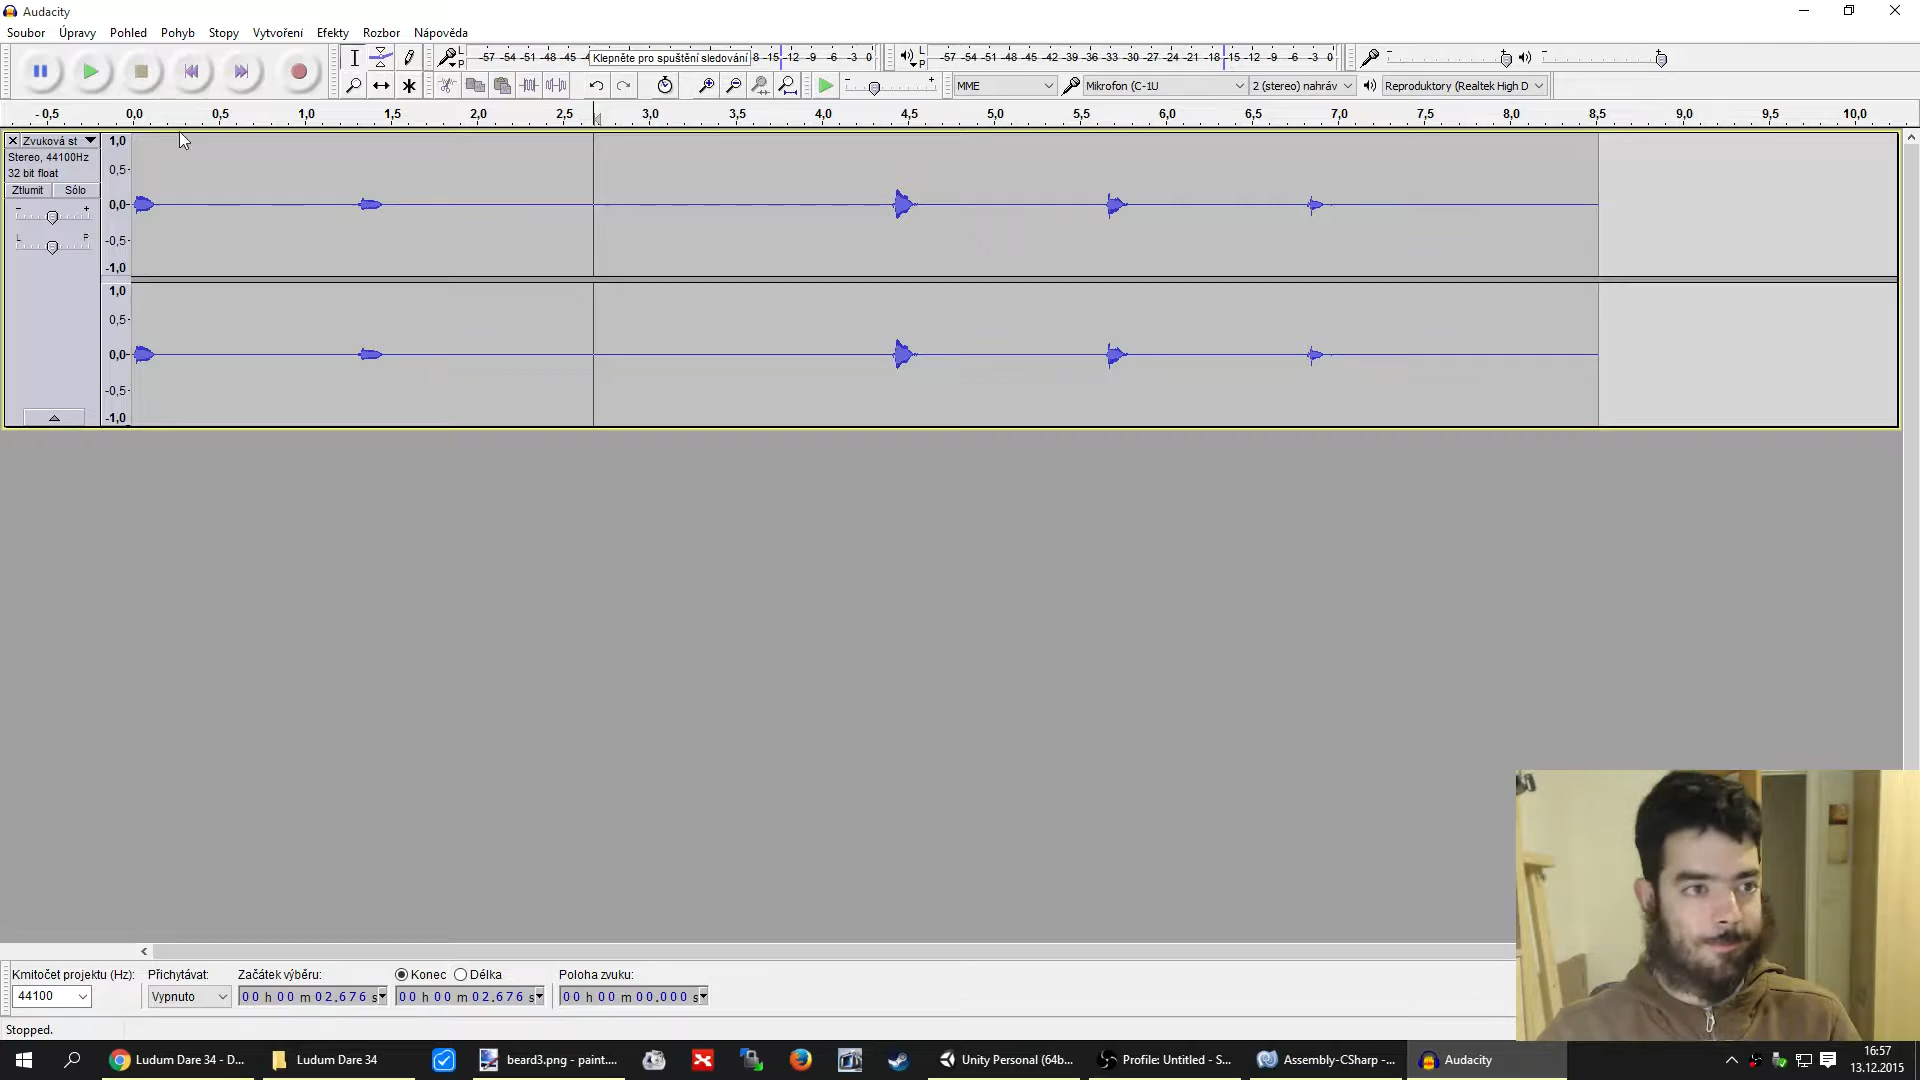 Audacity
Soubor Úpravy Pohled Pohyb Stopy Vytvoření Efekty Rozbor Nápověda
L P -57 -54 -51 -48 -45 -4 Klepněte pro spuštění sledování 8 -15 -12 -9 -6 -3 0 L P -57 -54 -51 -48 -45 -42 -39 -36 -33 -30 -27 -24 -21 -18 -15 -12 -9 -6 -3 0
MME Mikrofon (C-1U 2 (stereo) nahráv Reproduktory (Realtek High D
-0,5 0,0 0,5 1,0 1,5 2,0 2,5 3,0 3,5 4,0 4,5 5,0 5,5 6,0 6,5 7,0 7,5 8,0 8,5 9,0 9,5 10,0
Zvuková st 1,0
Stereo, 44100Hz
0,5
32 bit float
Ztlumit Sólo
0,0
- +
L P
-0,5
-1,0
1,0
0,5
0,0
-0,5
-1,0
Kmitočet projektu (Hz): Přichytávat: Začátek výběru: Konec Délka Poloha zvuku:
44100 Vypnuto 00 h 00 m 02.676 s 00 h 00 m 02.676 s 00 h 00 m 00.000 s
Stopped.
Ludum Dare 34 - D... Ludum Dare 34 beard3.png - paint.... Unity Personal (64b... Profile: Untitled - S... Assembly-CSharp -... Audacity
16:57
13.12.2015